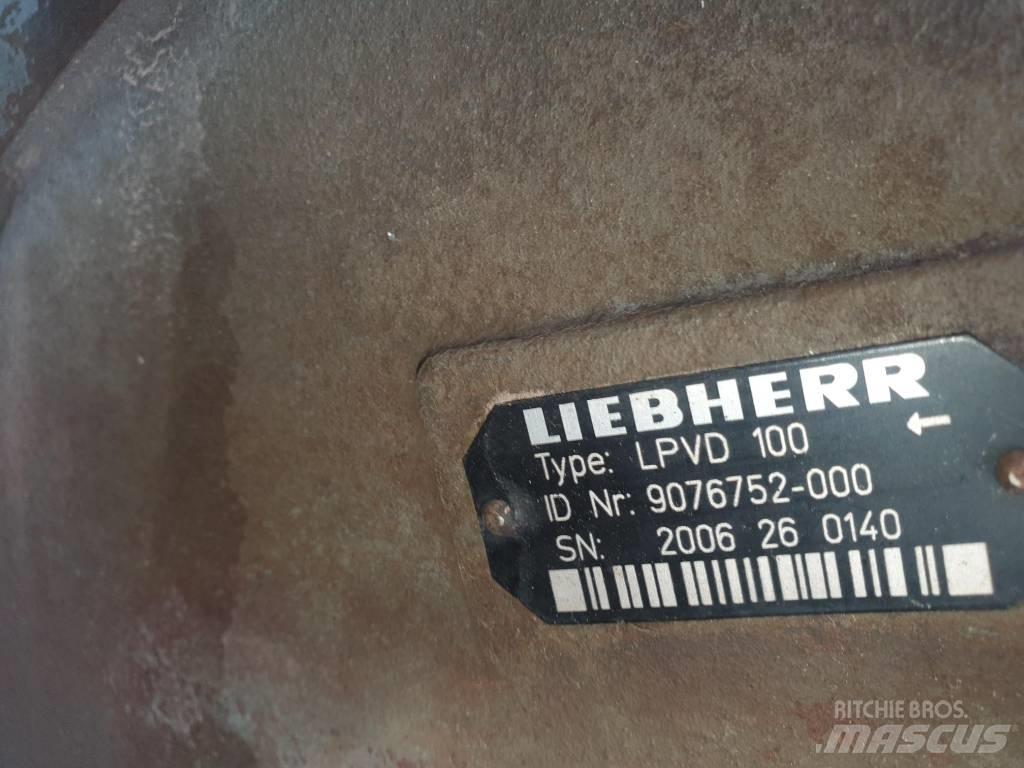 LIEBHERR
Type: LPVD 100
ID Nr: 9076752-000
SN: 2006 26 0140
RITCHIE BROS.
MASCUS